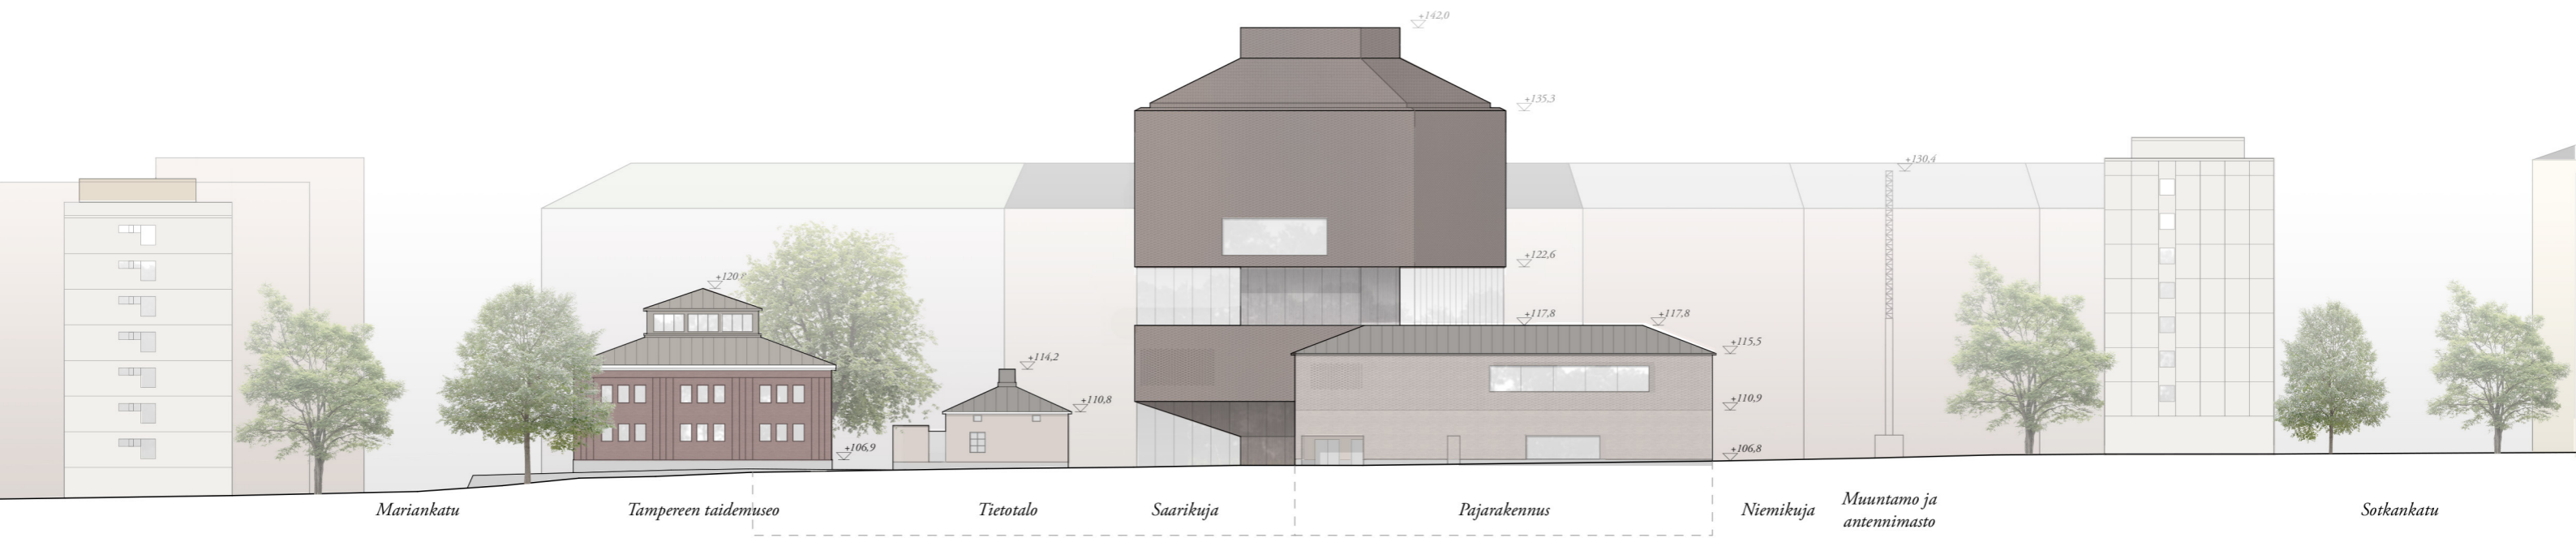 +142,0
+135,3
+130,4
+122,6
+120,
+117,8
+117,8
+115,5
+114,2
+110,8
+110,9
+106,9
+106,8
Mariankatu
Tampereen taidemuseo
Tietotalo
Saarikuja
Pajarakennus
Niemikuja
Muuntamo ja
antennimasto
Sotkankatu